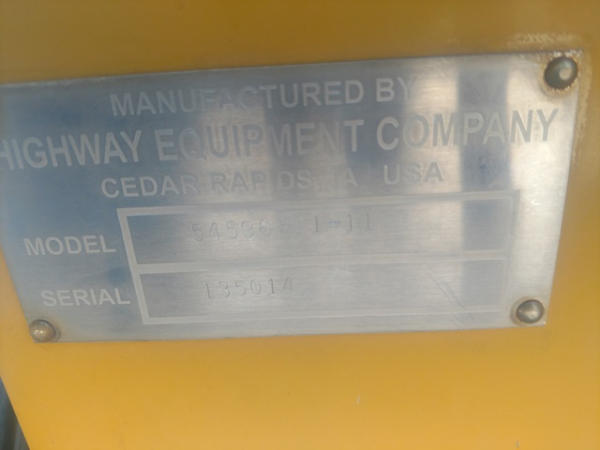 MANUFACTURED BY
HIGHWAY EQUIPMENT COMPANY
CEDAR RAPIDS, IA USA
MODEL
SERIAL 135014